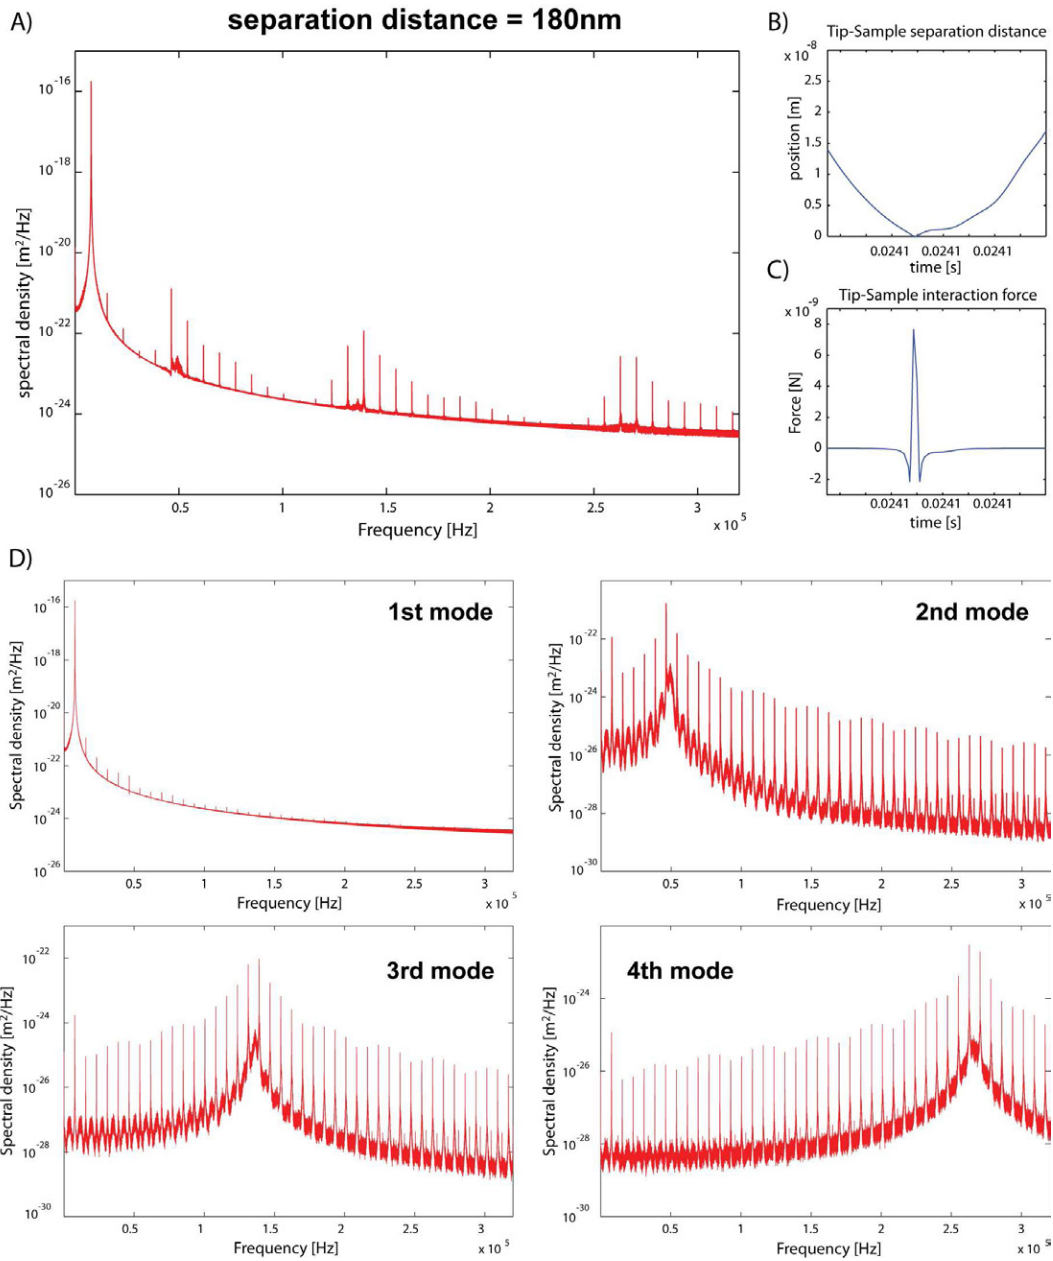 A)
separation distance = 180nm
spectral density [m²/Hz]
10⁻¹⁶
10⁻¹⁸
10⁻²⁰
10⁻²²
10⁻²⁴
10⁻²⁶
0.5 1 1.5 2 2.5 3
x 10⁵
Frequency [Hz]
B)
Tip-Sample separation distance
x 10⁻⁸
position [m]
3
2.5
2
1.5
1
0.5
0
0.0241 0.0241 0.0241
time [s]
C)
Tip-Sample interaction force
x 10⁻⁹
Force [N]
8
6
4
2
0
-2
0.0241 0.0241 0.0241
time [s]
D)
1st mode
Spectral density [m²/Hz]
10⁻¹⁶
10⁻¹⁸
10⁻²⁰
10⁻²²
10⁻²⁴
10⁻²⁶
0.5 1 1.5 2 2.5 3
x 10⁵
Frequency [Hz]
2nd mode
Spectral density [m²/Hz]
10⁻²²
10⁻²⁴
10⁻²⁶
10⁻²⁸
10⁻³⁰
0.5 1 1.5 2 2.5 3
x 10⁵
Frequency [Hz]
3rd mode
Spectral density [m²/Hz]
10⁻²²
10⁻²⁴
10⁻²⁶
10⁻²⁸
10⁻³⁰
0.5 1 1.5 2 2.5 3
x 10⁵
Frequency [Hz]
4th mode
Spectral density [m²/Hz]
10⁻²⁴
10⁻²⁶
10⁻²⁸
10⁻³⁰
0.5 1 1.5 2 2.5 3
x 10⁵
Frequency [Hz]